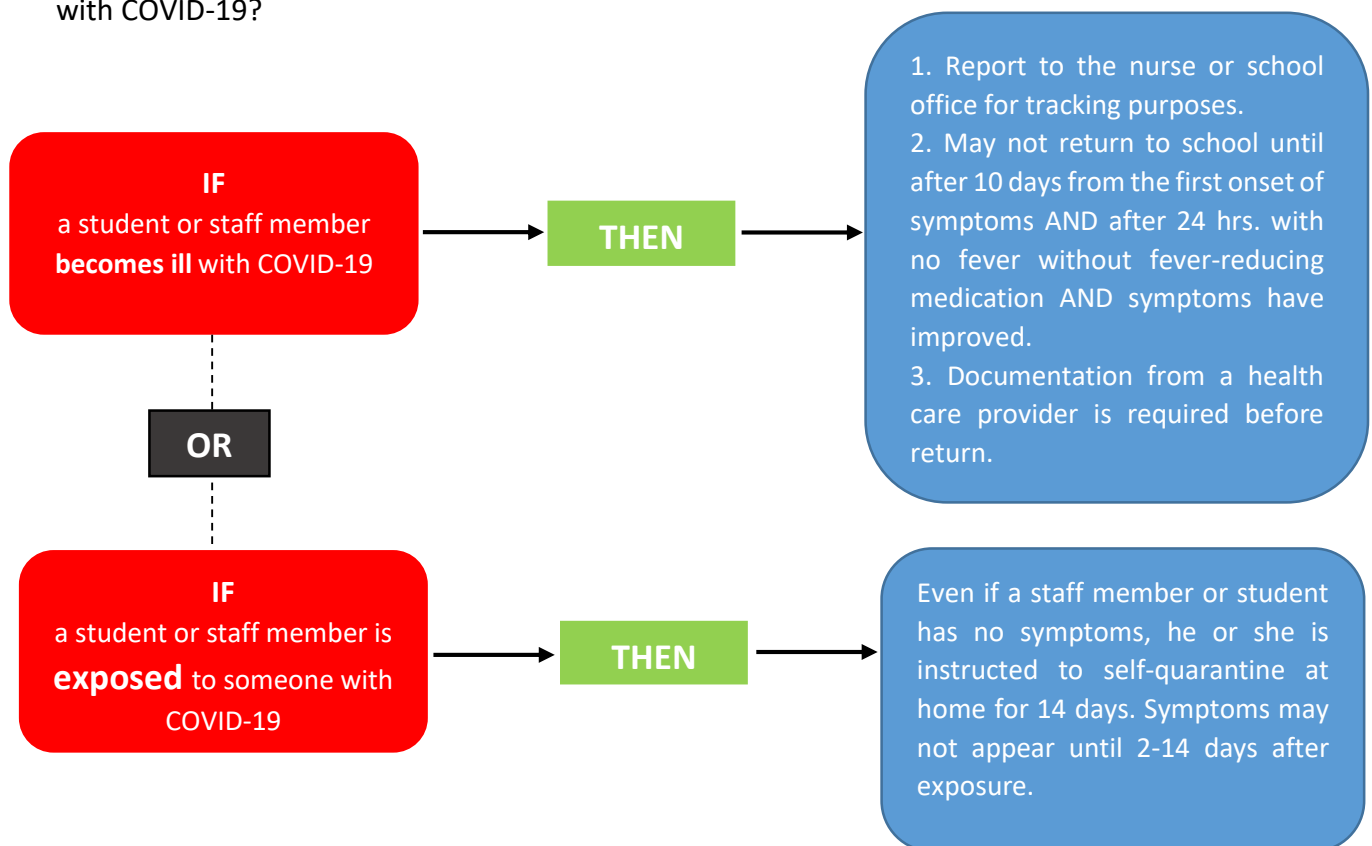 with COVID-19?
IF
a student or staff member
becomes ill with COVID-19
THEN
1. Report to the nurse or school
office for tracking purposes.
2. May not return to school until
after 10 days from the first onset of
symptoms AND after 24 hrs. with
no fever without fever-reducing
medication AND symptoms have
improved.
3. Documentation from a health
care provider is required before
return.
OR
IF
a student or staff member is
exposed to someone with
COVID-19
THEN
Even if a staff member or student
has no symptoms, he or she is
instructed to self-quarantine at
home for 14 days. Symptoms may
not appear until 2-14 days after
exposure.